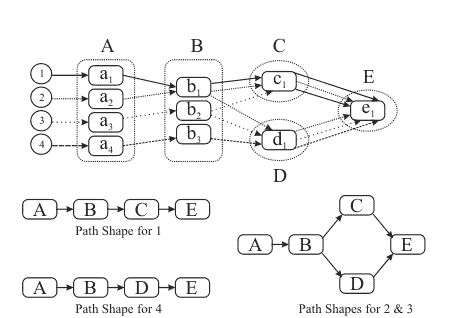 A
B
C
E
1
a1
2
a2
b1
c1
e1
3
a3
b2
4
a4
b3
d1
D
A B C E
Path Shape for 1
A B D E
Path Shape for 4
C
A B E
D
Path Shapes for 2 & 3